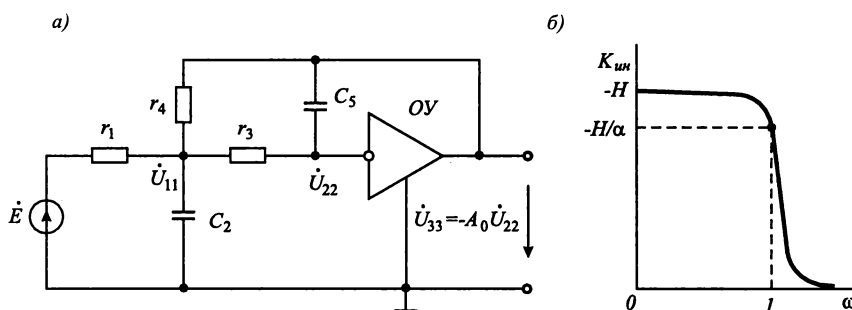 а)
б)
r₄
C₅
ОУ
r₁
r₃
U̇₁₁
U̇₂₂
Ė
C₂
U̇₃₃=-A₀U̇₂₂
Kин
-H
-H/α
0
1
ω